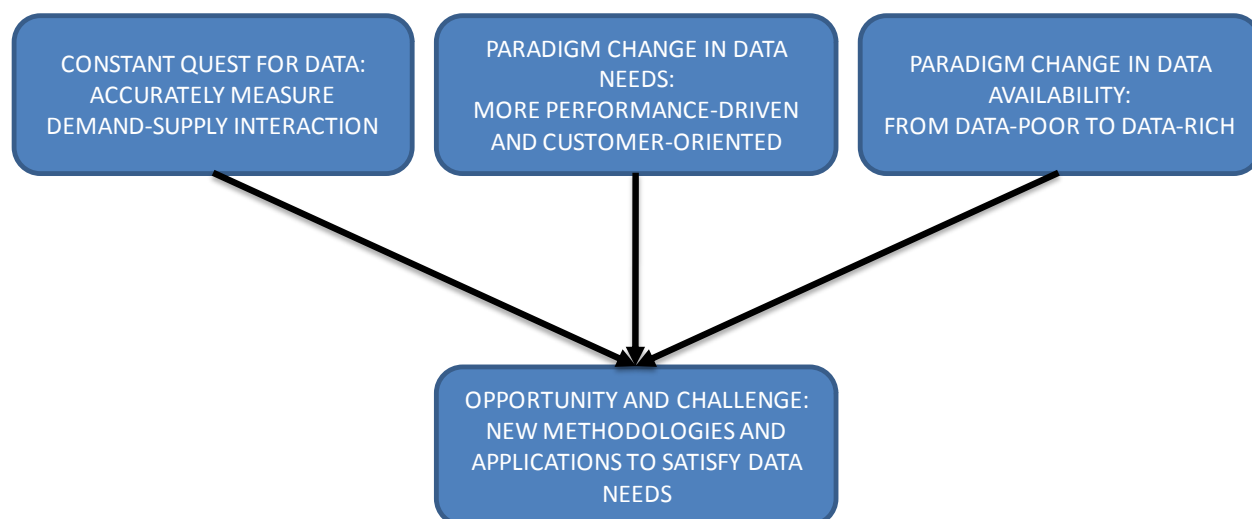 CONSTANT QUEST FOR DATA:
ACCURATELY MEASURE
DEMAND-SUPPLY INTERACTION
PARADIGM CHANGE IN DATA
NEEDS:
MORE PERFORMANCE-DRIVEN
AND CUSTOMER-ORIENTED
PARADIGM CHANGE IN DATA
AVAILABILITY:
FROM DATA-POOR TO DATA-RICH
OPPORTUNITY AND CHALLENGE:
NEW METHODOLOGIES AND
APPLICATIONS TO SATISFY DATA
NEEDS